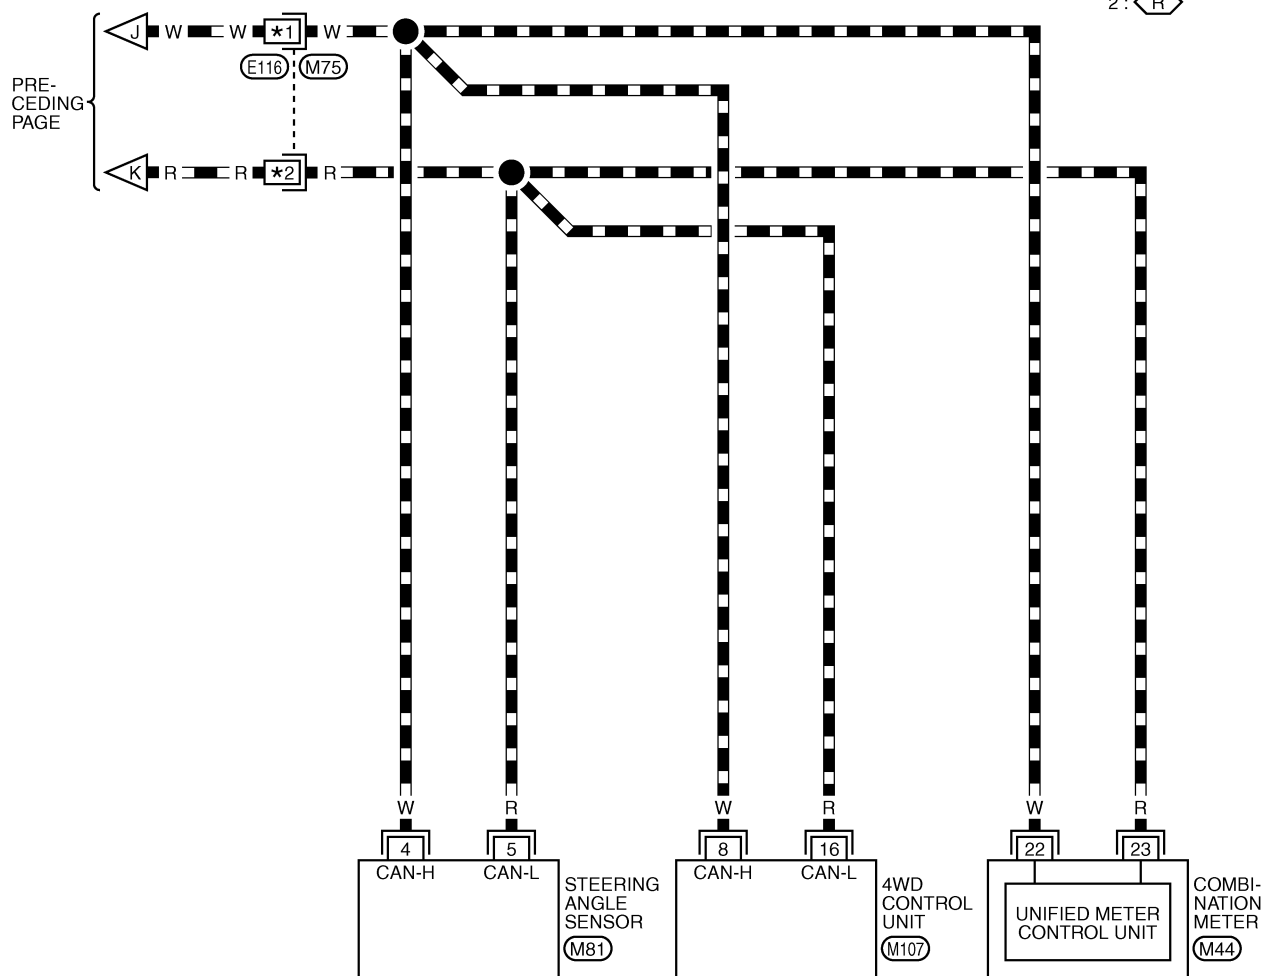 2 : R
J W W *1 W
E116 M75
PRE-
CEDING
PAGE
K R R *2 R
W R W R W R
4 5 8 16 22 23
CAN-H CAN-L CAN-H CAN-L
STEERING
ANGLE
SENSOR
M81
4WD
CONTROL
UNIT
M107
UNIFIED METER
CONTROL UNIT
COMBI-
NATION
METER
M44